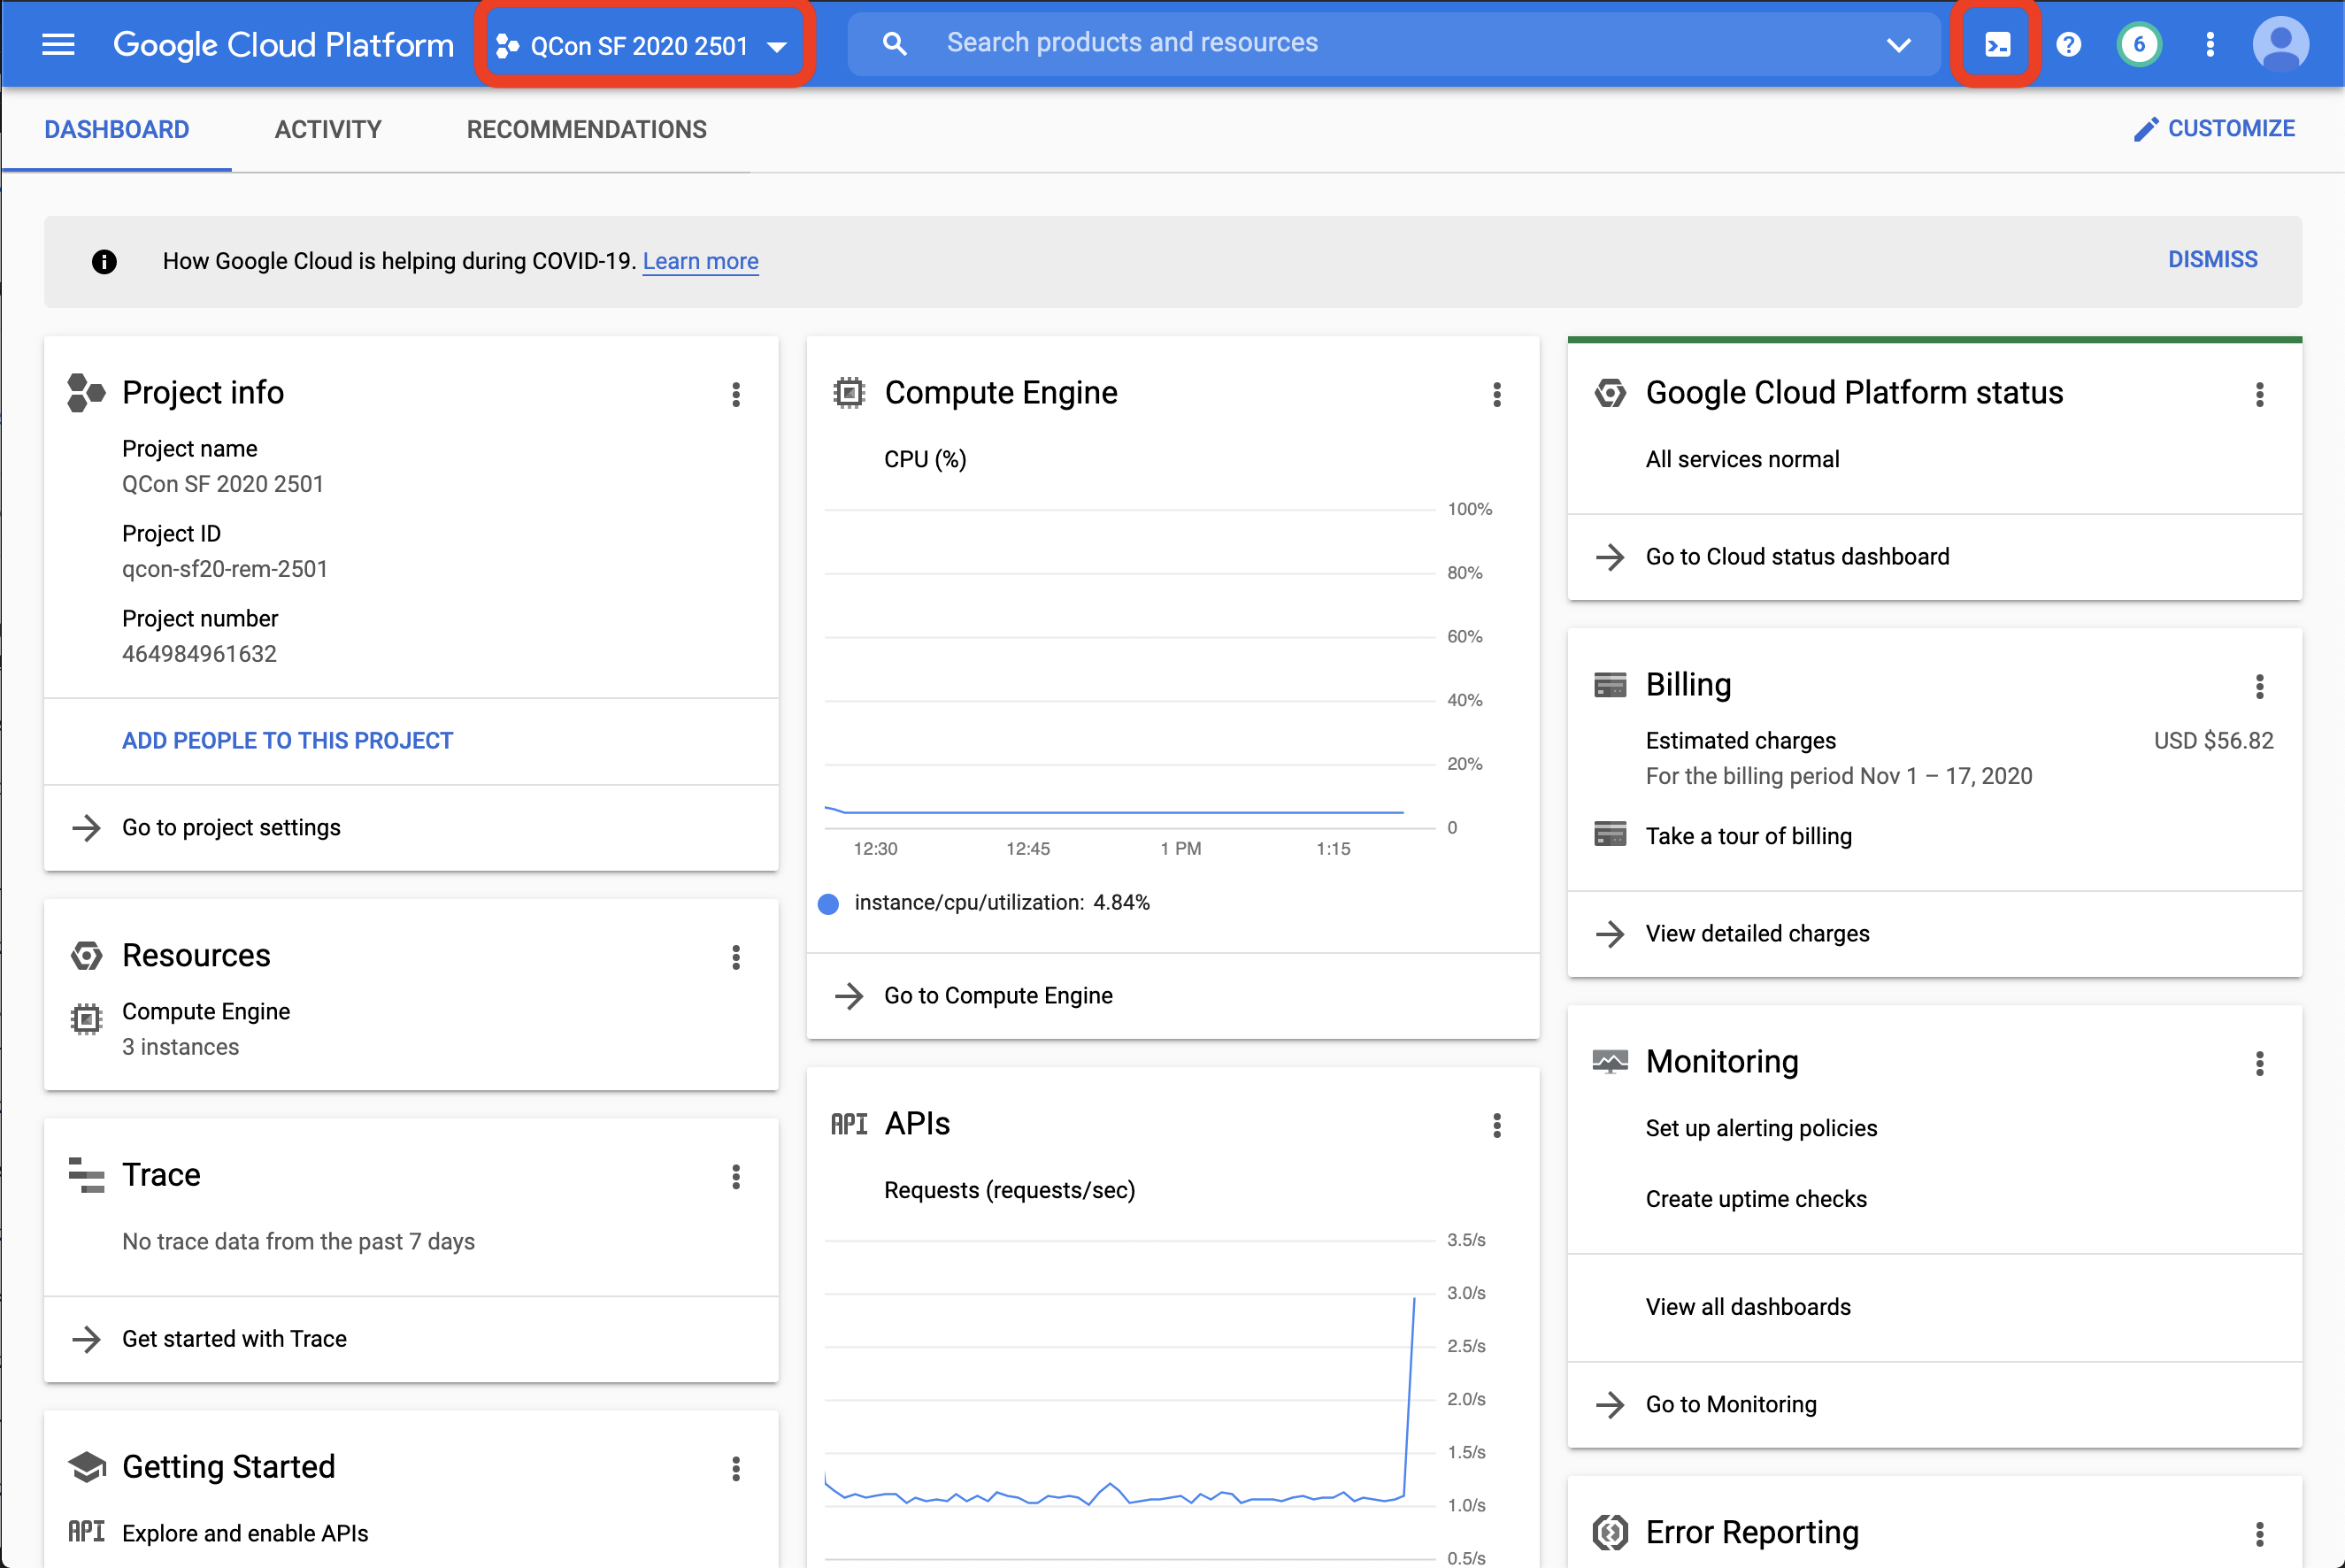 Google Cloud Platform
QCon SF 2020 2501
Search products and resources
6
DASHBOARD
ACTIVITY
RECOMMENDATIONS
CUSTOMIZE
How Google Cloud is helping during COVID-19. Learn more
DISMISS
Project info
Project name
QCon SF 2020 2501
Project ID
qcon-sf20-rem-2501
Project number
464984961632
ADD PEOPLE TO THIS PROJECT
Go to project settings
Resources
Compute Engine
3 instances
Trace
No trace data from the past 7 days
Get started with Trace
Getting Started
API Explore and enable APIs
Compute Engine
CPU (%)
100%
80%
60%
40%
20%
0
12:30
12:45
1 PM
1:15
instance/cpu/utilization: 4.84%
Go to Compute Engine
API APIs
Requests (requests/sec)
3.5/s
3.0/s
2.5/s
2.0/s
1.5/s
1.0/s
0.5/s
Google Cloud Platform status
All services normal
Go to Cloud status dashboard
Billing
Estimated charges
USD $56.82
For the billing period Nov 1 – 17, 2020
Take a tour of billing
View detailed charges
Monitoring
Set up alerting policies
Create uptime checks
View all dashboards
Go to Monitoring
Error Reporting